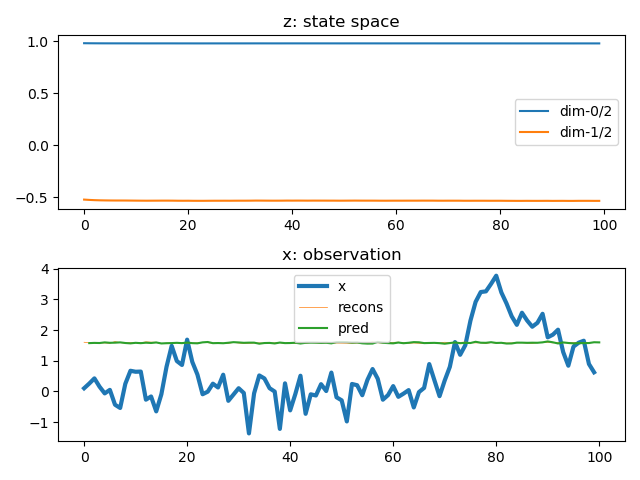 z: state space
1.0
0.5
0.0
−0.5
dim-0/2
dim-1/2
0 20 40 60 80 100
x: observation
4
3
2
1
0
−1
x
recons
pred
0 20 40 60 80 100